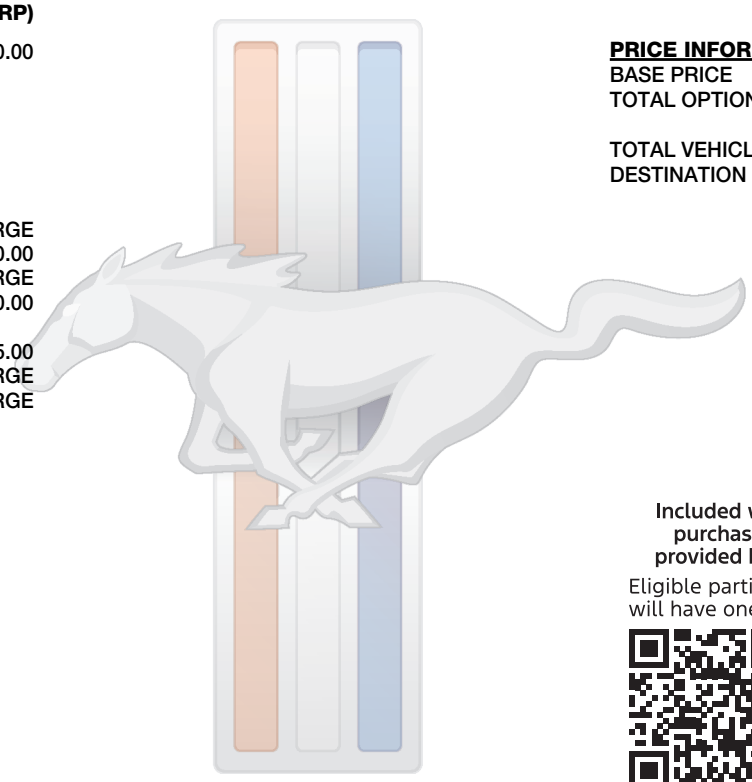 RP)
0.00
RGE
0.00
RGE
0.00
5.00
RGE
RGE
PRICE INFOR
BASE PRICE
TOTAL OPTION
TOTAL VEHICL
DESTINATION
Included w
purchas
provided b
Eligible parti
will have one